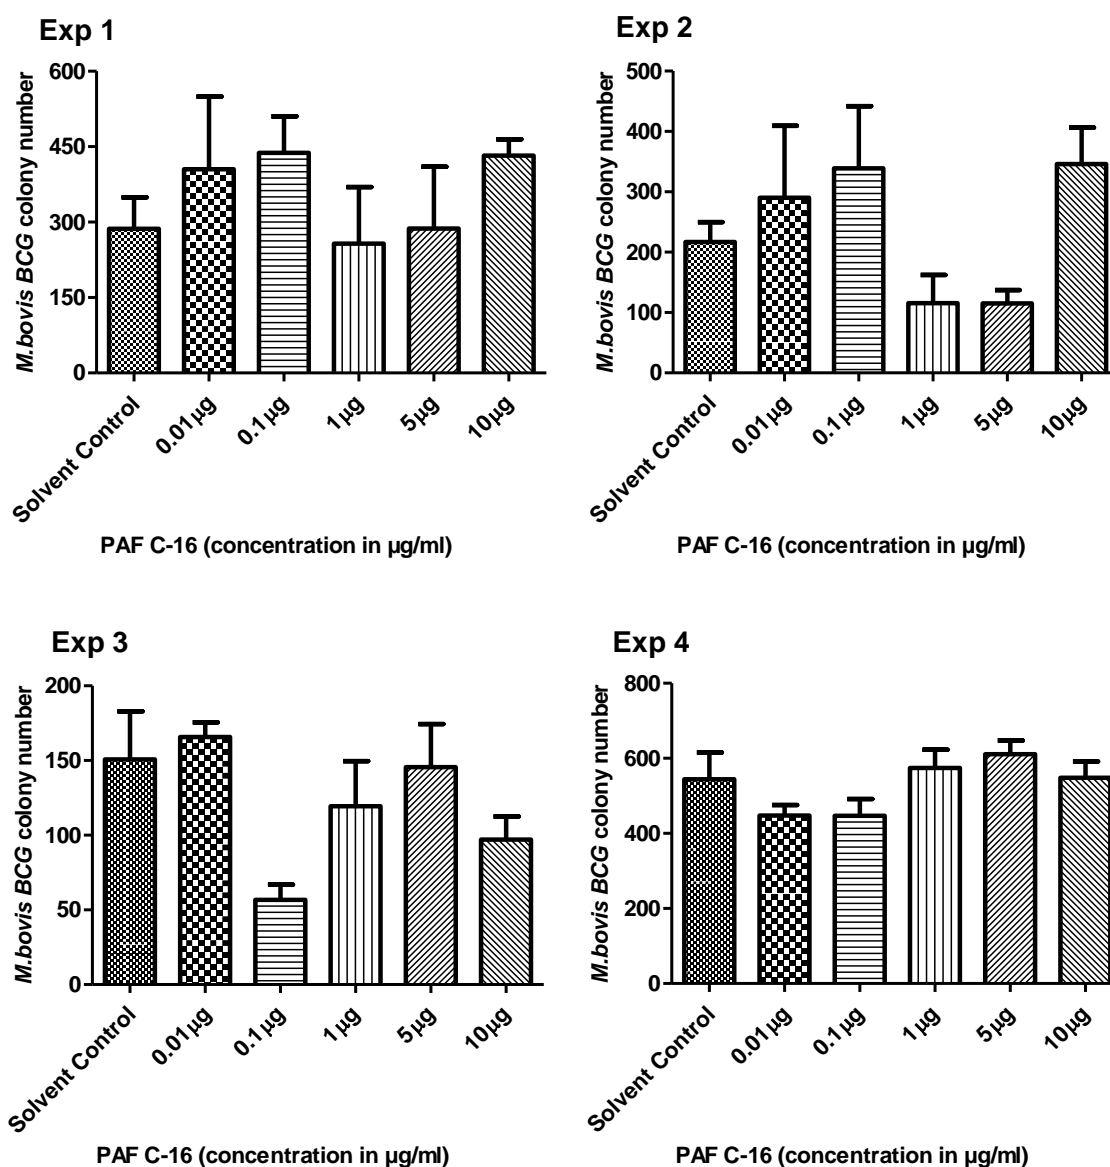 Exp 1
M.bovis BCG colony number
600
450
300
150
0
Solvent Control
0.01µg
0.1µg
1µg
5µg
10µg
PAF C-16 (concentration in µg/ml)
Exp 2
M.bovis BCG colony number
500
400
300
200
100
0
Solvent Control
0.01µg
0.1µg
1µg
5µg
10µg
PAF C-16 (concentration in µg/ml)
Exp 3
M.bovis BCG colony number
200
150
100
50
0
Solvent Control
0.01µg
0.1µg
1µg
5µg
10µg
PAF C-16 (concentration in µg/ml)
Exp 4
M.bovis BCG colony number
800
600
400
200
0
Solvent Control
0.01µg
0.1µg
1µg
5µg
10µg
PAF C-16 (concentration in µg/ml)